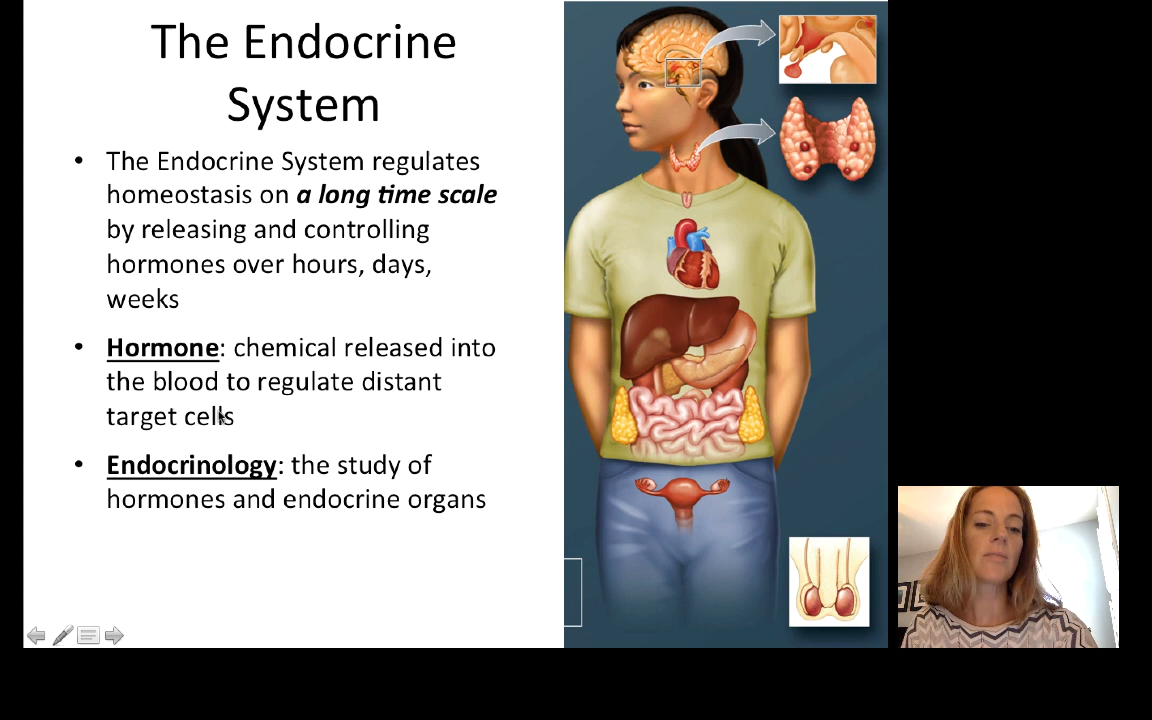 The Endocrine
System
• The Endocrine System regulates
homeostasis on a long time scale
by releasing and controlling
hormones over hours, days,
weeks
• Hormone: chemical released into
the blood to regulate distant
target cells
• Endocrinology: the study of
hormones and endocrine organs